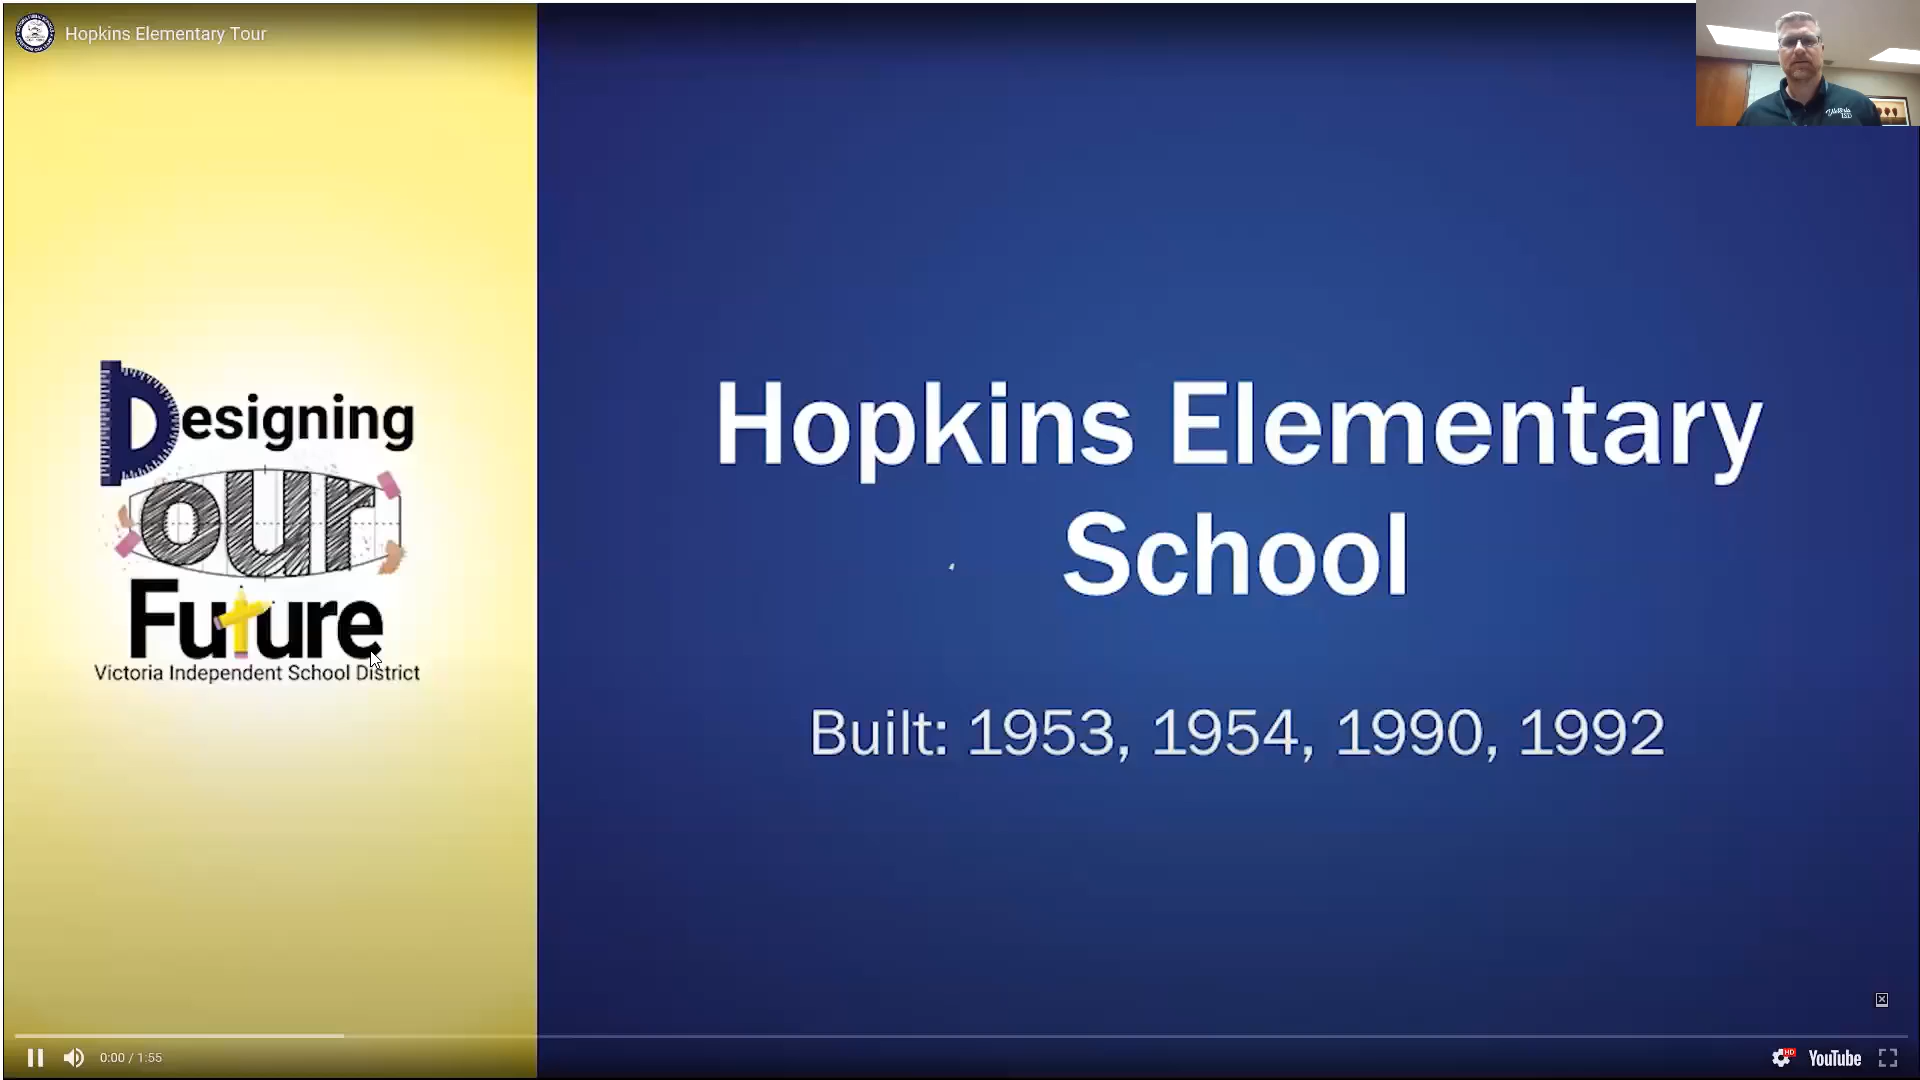 Hopkins Elementary Tour
Designing
our
Future
Victoria Independent School District
Hopkins Elementary
School
Built: 1953, 1954, 1990, 1992
0:00 / 1:55
HD
YouTube